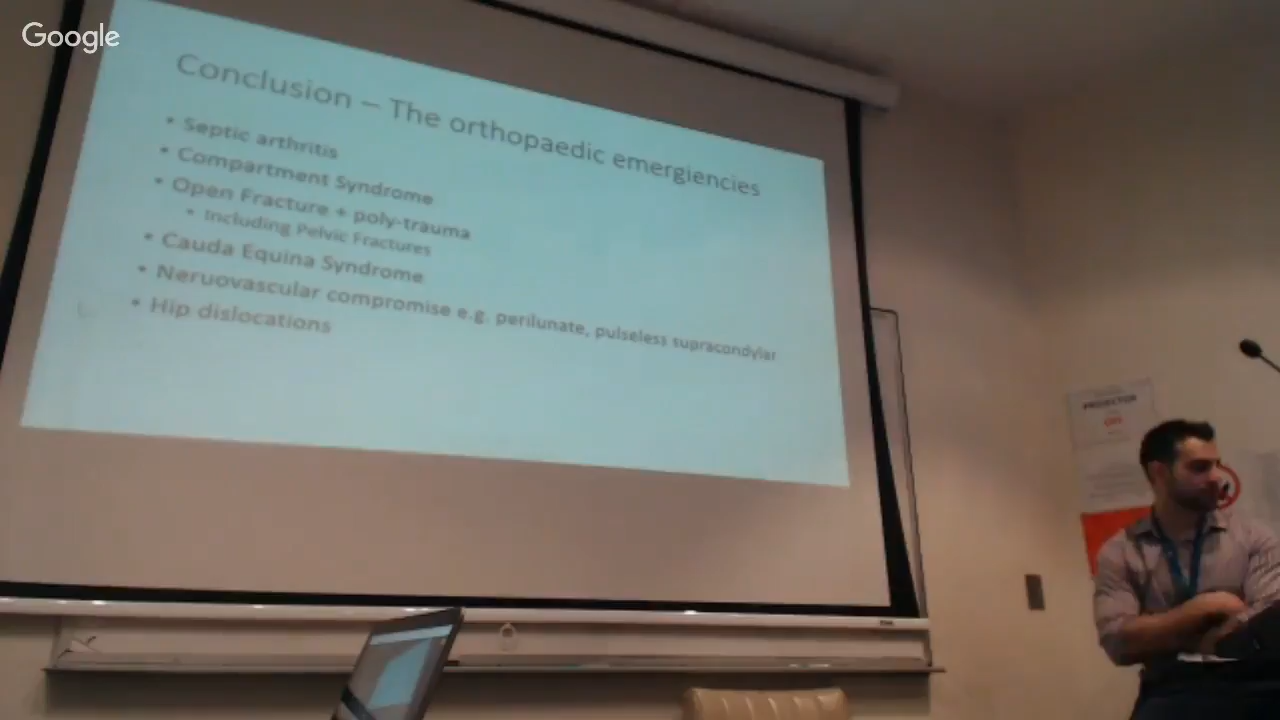 Google
Conclusion – The orthopaedic emergiencies
• Septic arthritis
• Compartment Syndrome
• Open Fracture + poly-trauma
• Including Pelvic Fractures
• Cauda Equina Syndrome
• Neruovascular compromise e.g. perilunate, pulseless supracondylar
• Hip dislocations
PROJECTOR